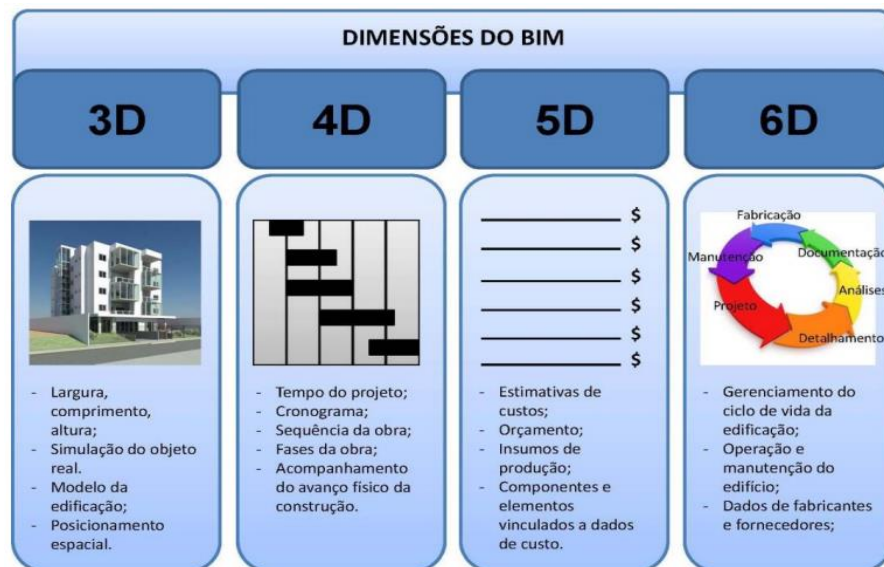 DIMENSÕES DO BIM
3D
4D
5D
6D
- Largura,
comprimento,
altura;
- Simulação do objeto
real.
- Modelo da
edificação;
- Posicionamento
espacial.
- Tempo do projeto;
- Cronograma;
- Sequência da obra;
- Fases da obra;
- Acompanhamento
do avanço físico da
construção.
$
$
$
$
$
$
- Estimativas de
custos;
- Orçamento;
- Insumos de
produção;
- Componentes e
elementos
vinculados a dados
de custo.
Fabricação
Documentação
Manutenção
Análises
Projeto
Detalhamento
- Gerenciamento do
ciclo de vida da
edificação;
- Operação e
manutenção do
edifício;
- Dados de fabricantes
e fornecedores;